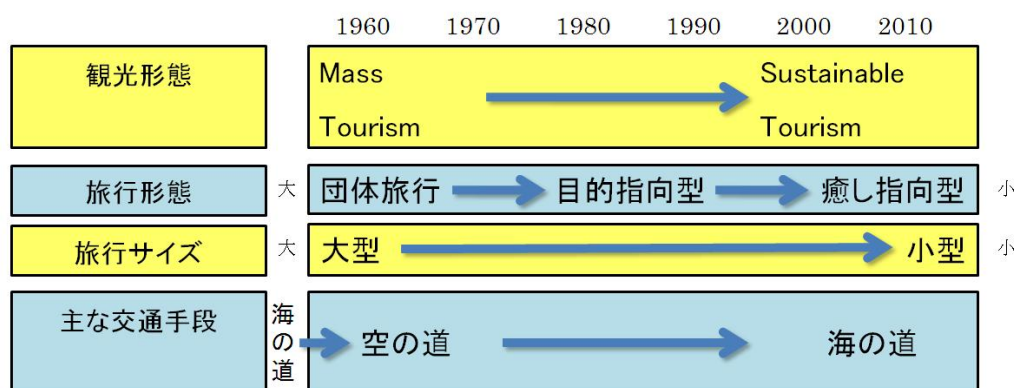 1960 1970 1980 1990 2000 2010
観光形態
Mass
Tourism
Sustainable
Tourism
旅行形態 大 団体旅行 目的指向型 癒し指向型 小
旅行サイズ 大 大型 小型 小
主な交通手段
海の道
空の道 海の道